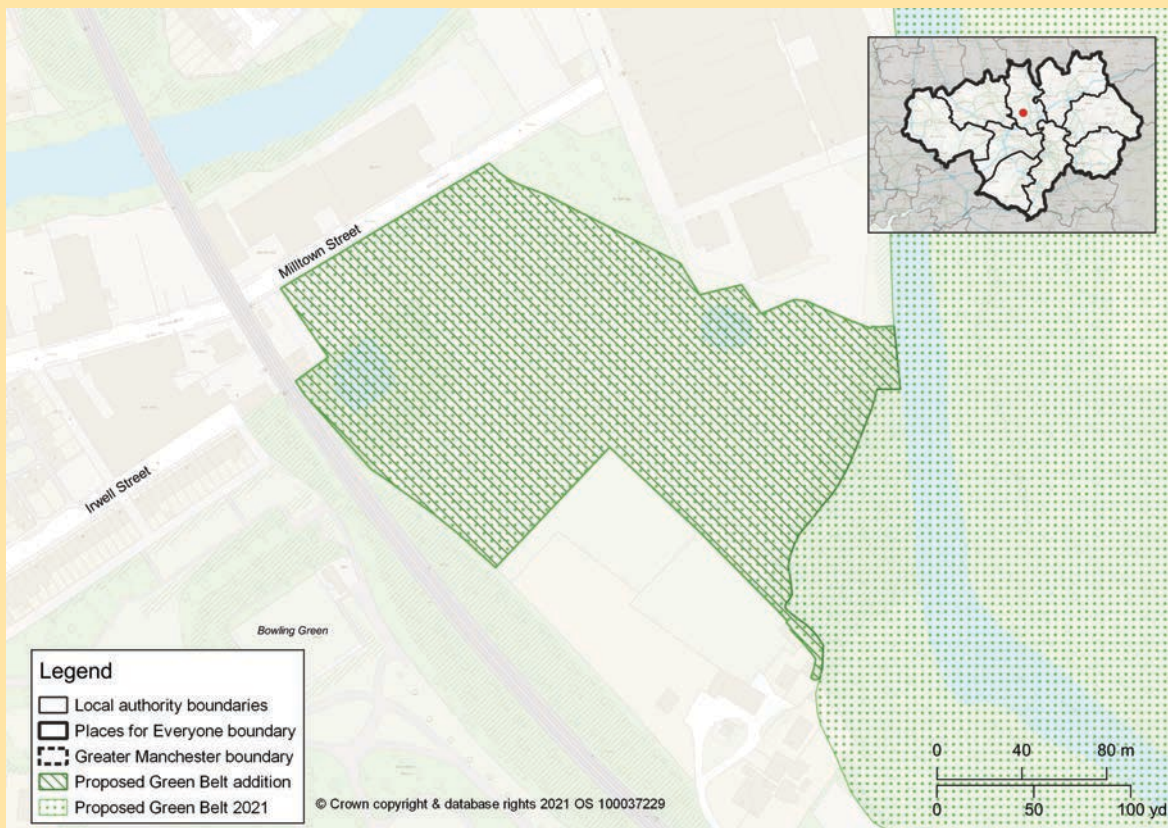 Milltown Street
Irwell Street
Bowling Green
Legend
Local authority boundaries
Places for Everyone boundary
Greater Manchester boundary
Proposed Green Belt addition
Proposed Green Belt 2021
© Crown copyright & database rights 2021 OS 100037229
0 40 80 m
0 50 100 yd